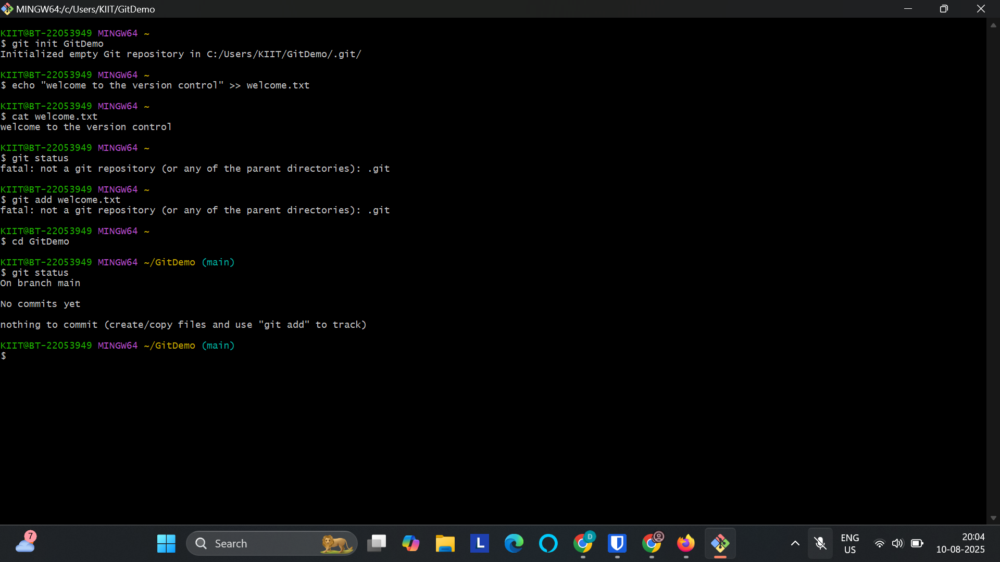 MINGW64:/c/Users/KIIT/GitDemo
KIIT@BT-22053949 MINGW64 ~
$ git init GitDemo
Initialized empty Git repository in C:/Users/KIIT/GitDemo/.git/
KIIT@BT-22053949 MINGW64 ~
$ echo "welcome to the version control" >> welcome.txt
KIIT@BT-22053949 MINGW64 ~
$ cat welcome.txt
welcome to the version control
KIIT@BT-22053949 MINGW64 ~
$ git status
fatal: not a git repository (or any of the parent directories): .git
KIIT@BT-22053949 MINGW64 ~
$ git add welcome.txt
fatal: not a git repository (or any of the parent directories): .git
KIIT@BT-22053949 MINGW64 ~
$ cd GitDemo
KIIT@BT-22053949 MINGW64 ~/GitDemo (main)
$ git status
On branch main
No commits yet
nothing to commit (create/copy files and use "git add" to track)
KIIT@BT-22053949 MINGW64 ~/GitDemo (main)
$
7
Search
L
D
ENG
US
20:04
10-08-2025